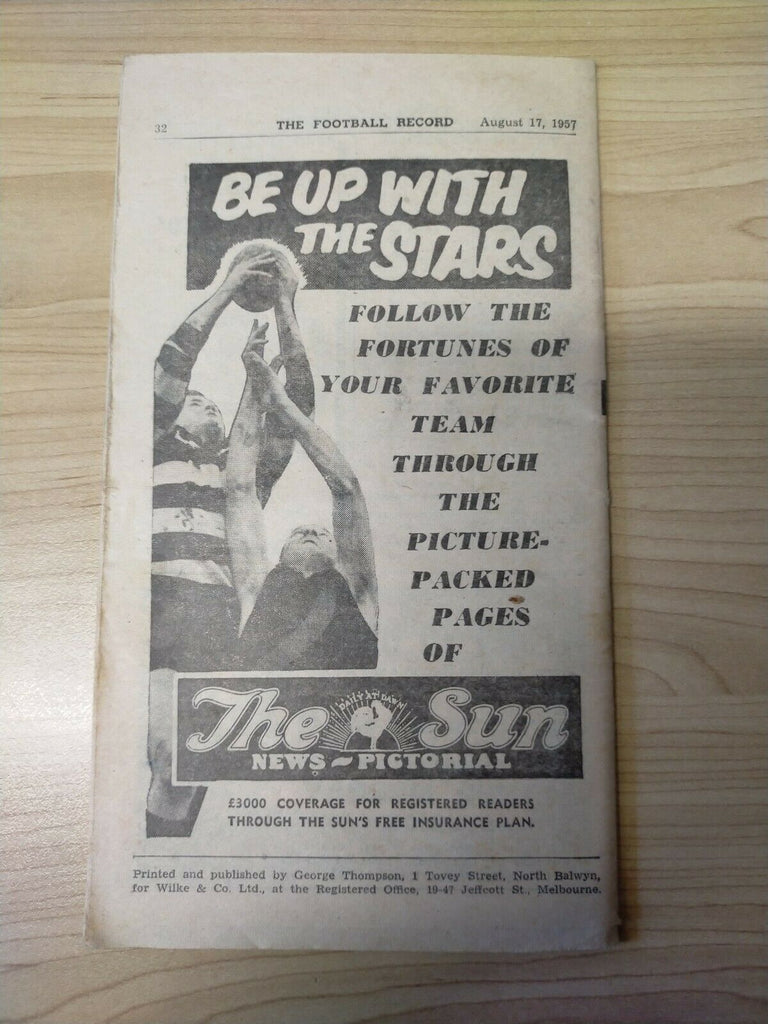 32 THE FOOTBALL RECORD August 17, 1957
BE UP WITH
THE STARS
FOLLOW THE
FORTUNES OF
YOUR FAVORITE
TEAM
THROUGH
THE
PICTURE-
PACKED
PAGES
OF
DAILY AT DAWN
The Sun
NEWS-PICTORIAL
£3000 COVERAGE FOR REGISTERED READERS
THROUGH THE SUN'S FREE INSURANCE PLAN.
Printed and published by George Thompson, 1 Tovey Street, North Balwyn,
for Wilke & Co. Ltd., at the Registered Office, 19-47 Jeffcott St., Melbourne.